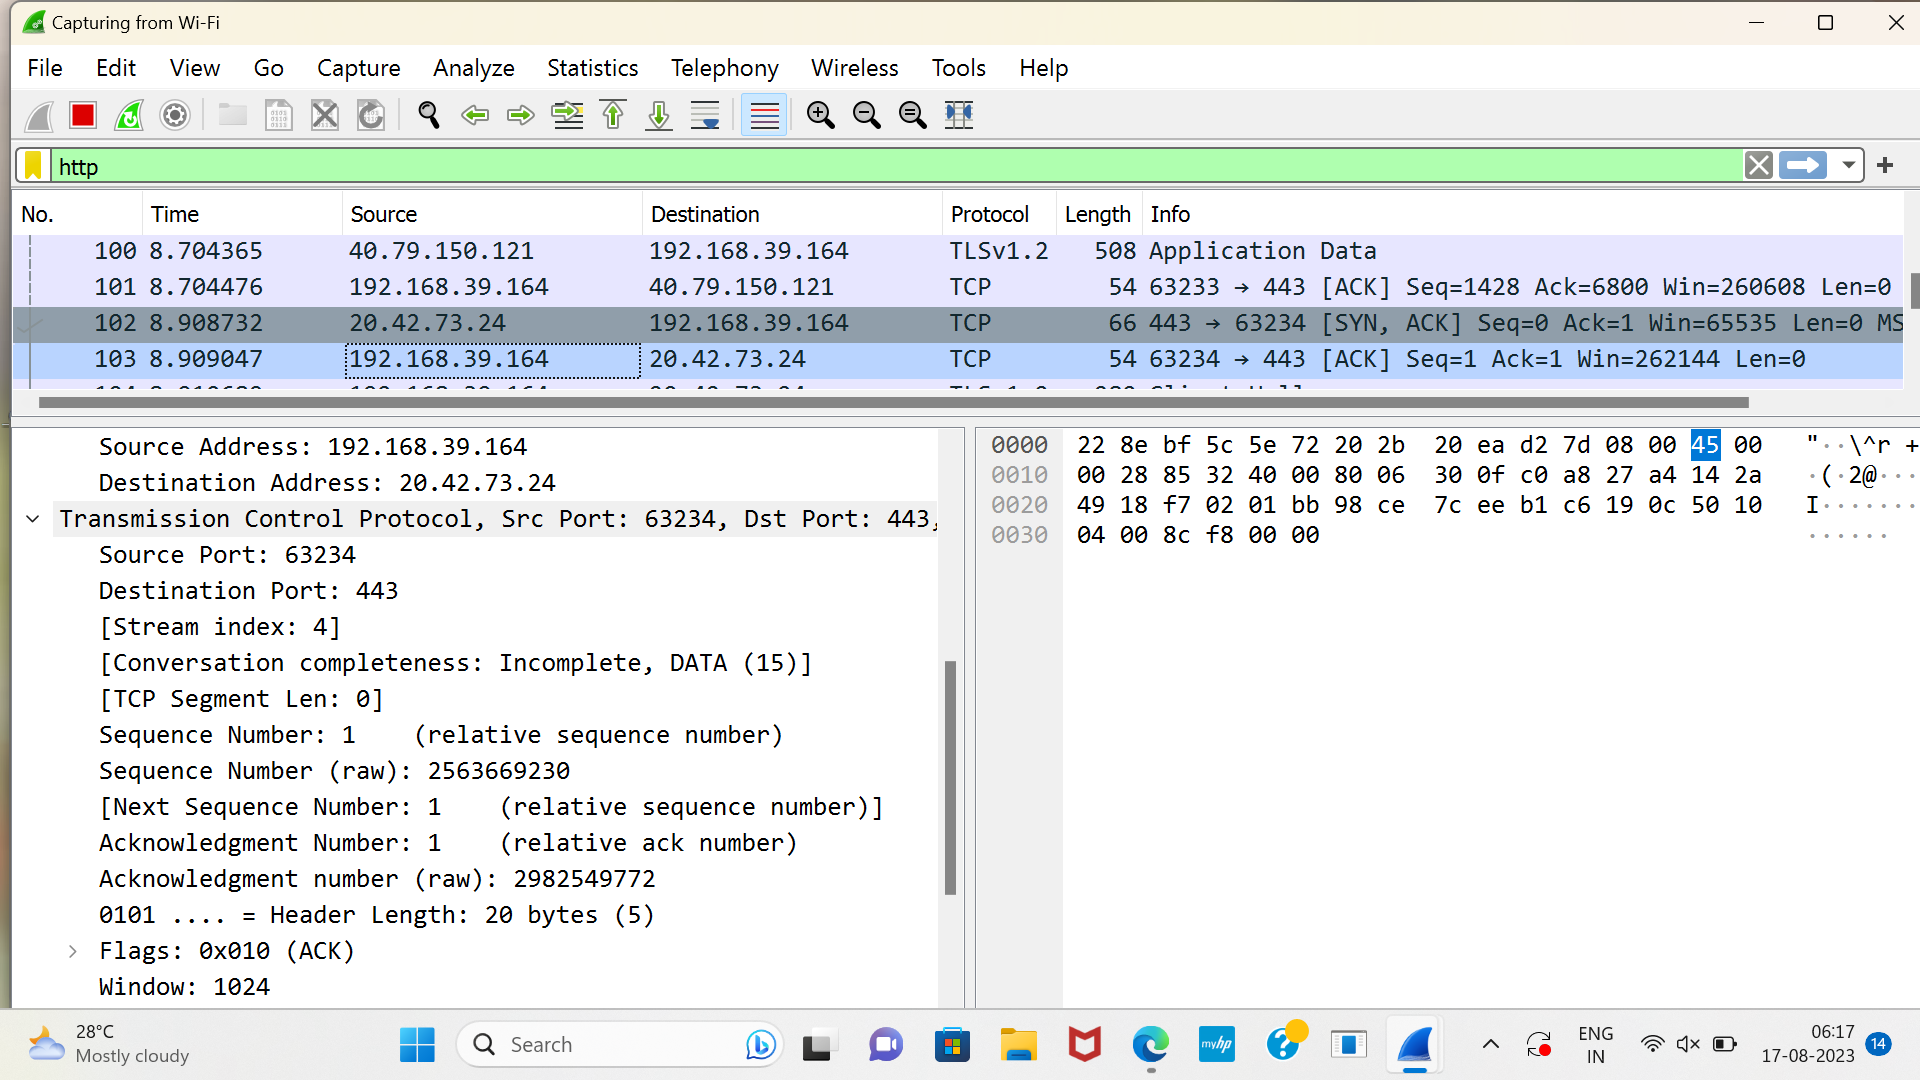 Capturing from Wi-Fi
File Edit View Go Capture Analyze Statistics Telephony Wireless Tools Help
http
No. Time Source Destination Protocol Length Info
100 8.704365 40.79.150.121 192.168.39.164 TLSv1.2 508 Application Data
101 8.704476 192.168.39.164 40.79.150.121 TCP 54 63233 → 443 [ACK] Seq=1428 Ack=6800 Win=260608 Len=0
102 8.908732 20.42.73.24 192.168.39.164 TCP 66 443 → 63234 [SYN, ACK] Seq=0 Ack=1 Win=65535 Len=0 MS
103 8.909047 192.168.39.164 20.42.73.24 TCP 54 63234 → 443 [ACK] Seq=1 Ack=1 Win=262144 Len=0
Source Address: 192.168.39.164
Destination Address: 20.42.73.24
Transmission Control Protocol, Src Port: 63234, Dst Port: 443,
Source Port: 63234
Destination Port: 443
[Stream index: 4]
[Conversation completeness: Incomplete, DATA (15)]
[TCP Segment Len: 0]
Sequence Number: 1 (relative sequence number)
Sequence Number (raw): 2563669230
[Next Sequence Number: 1 (relative sequence number)]
Acknowledgment Number: 1 (relative ack number)
Acknowledgment number (raw): 2982549772
0101 .... = Header Length: 20 bytes (5)
Flags: 0x010 (ACK)
Window: 1024
0000 22 8e bf 5c 5e 72 20 2b 20 ea d2 7d 08 00 45 00 "··\^r +
0010 00 28 85 32 40 00 80 06 30 0f c0 a8 27 a4 14 2a ·(·2@···
0020 49 18 f7 02 01 bb 98 ce 7c ee b1 c6 19 0c 50 10 I·······
0030 04 00 8c f8 00 00 ······
28°C
Mostly cloudy
Search
myhp
ENG
IN
06:17
17-08-2023
14